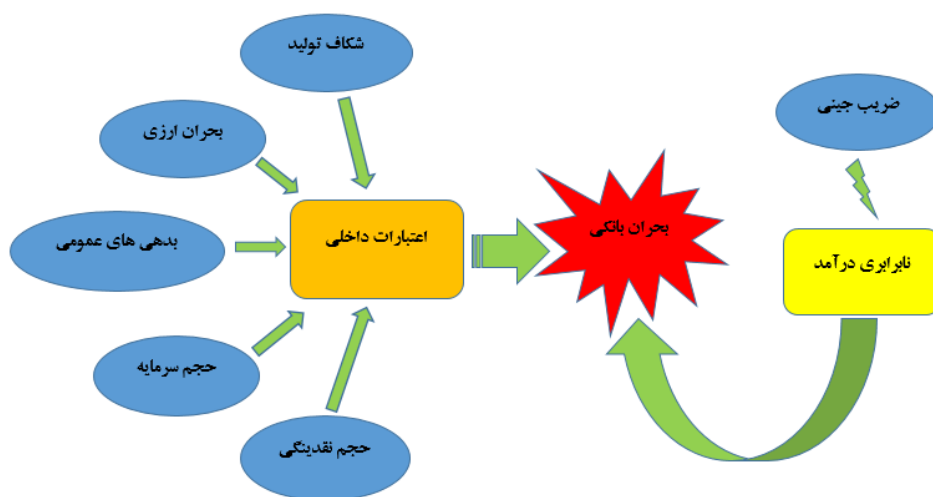 شکاف تولید
ضریب جینی
بحران ارزی
بحران بانکی
اعتبارات داخلی
بدهی های عمومی
نابرابری درآمد
حجم سرمایه
حجم نقدینگی